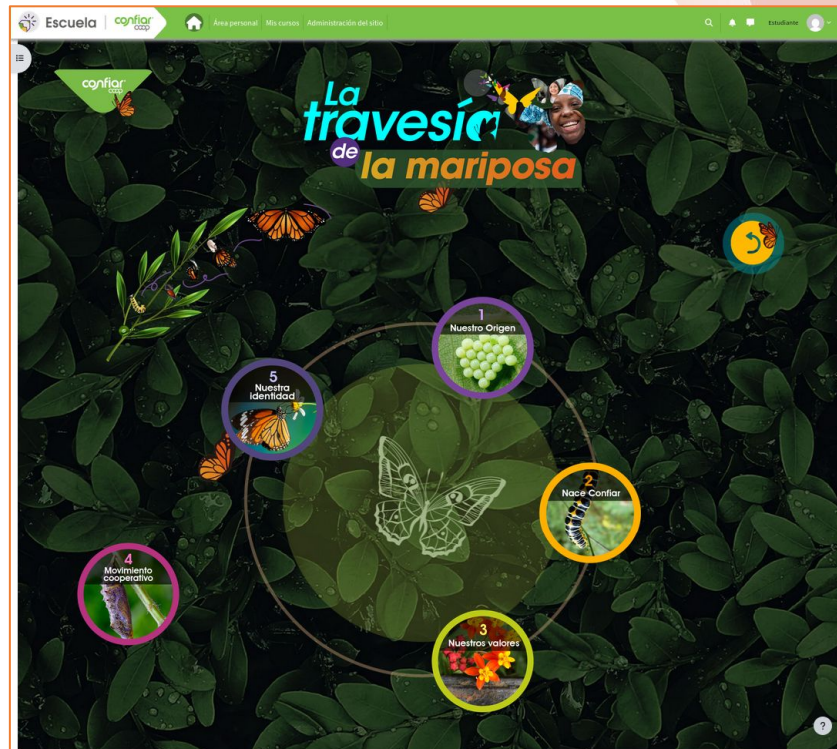 Escuela
confiar
coop
Área personal
Mis cursos
Administración del sitio
Estudiante
confiar
coop
La
travesía
de
la mariposa
1
Nuestro Origen
5
Nuestra
identidad
2
Nace Confiar
4
Movimiento
cooperativo
3
Nuestros valores
?